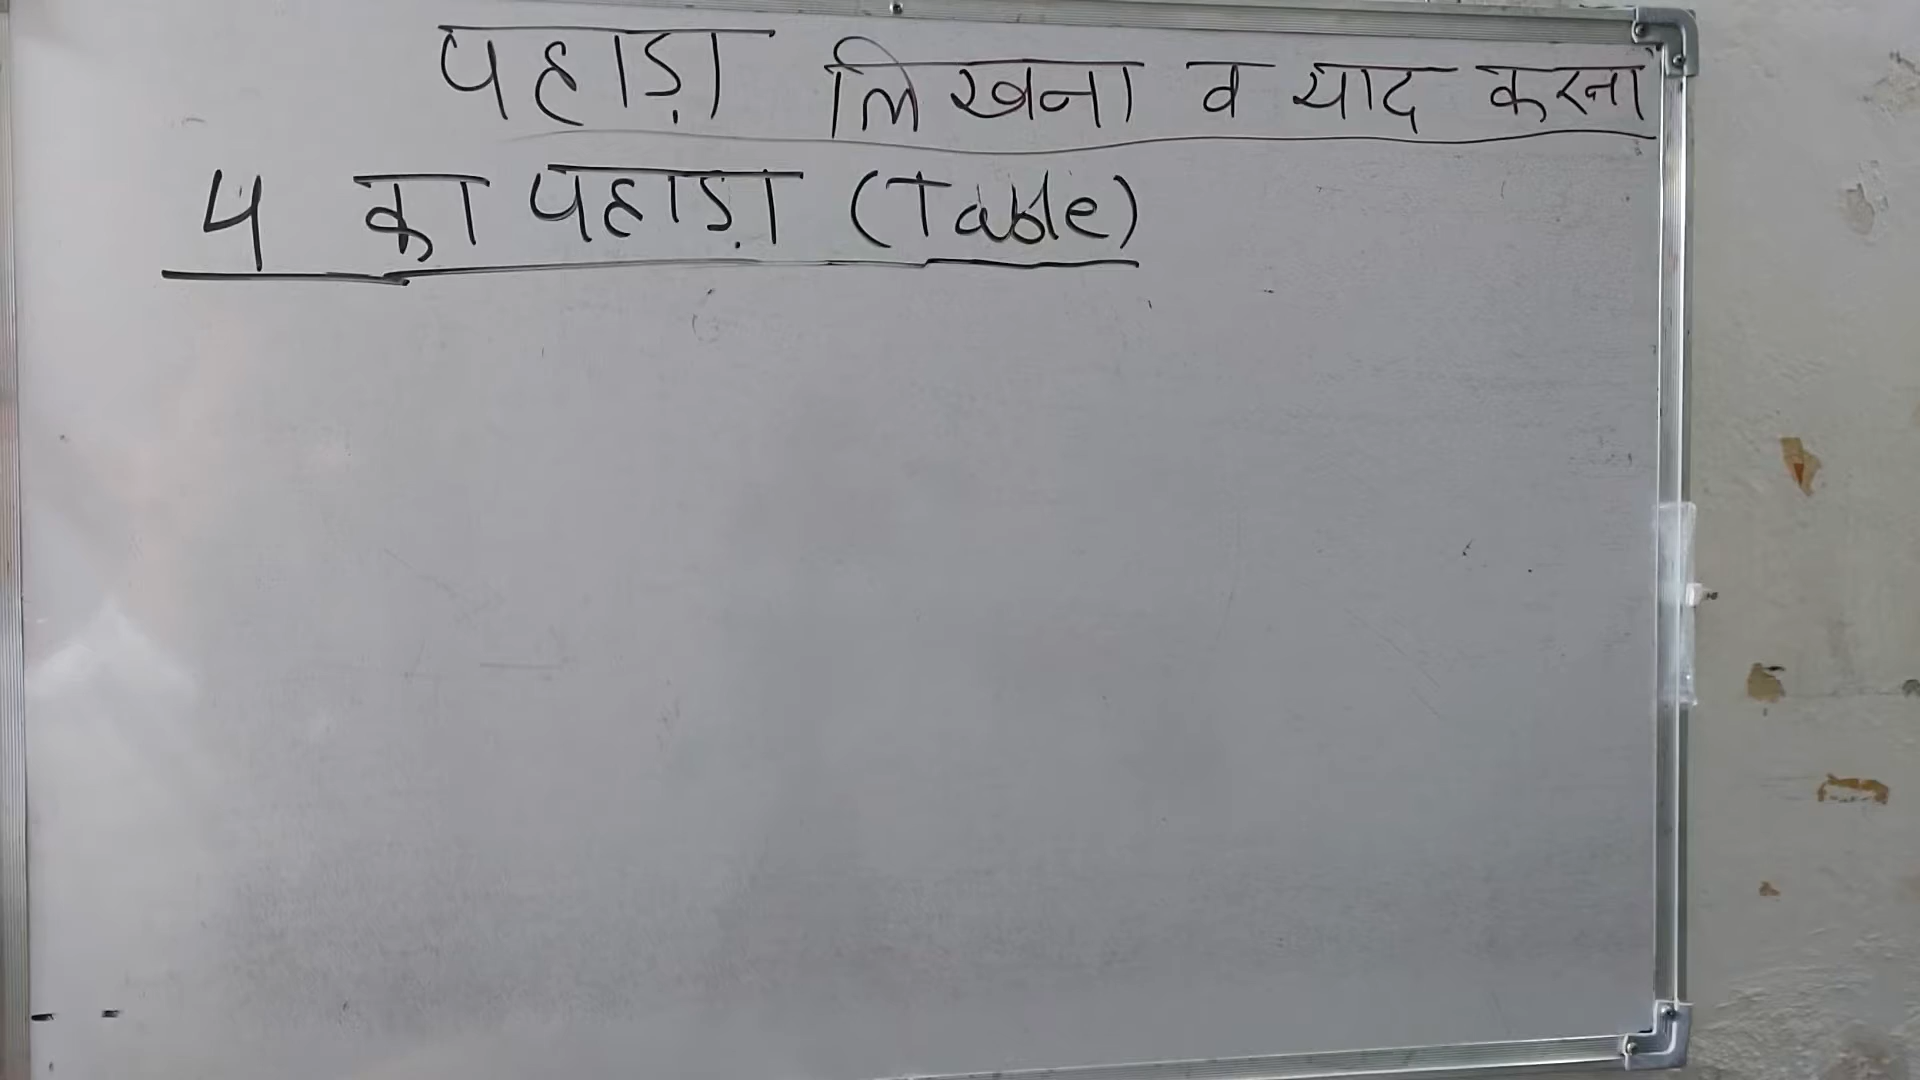 पहाड़ा लिखना व याद करना
4 का पहाड़ा (Table)